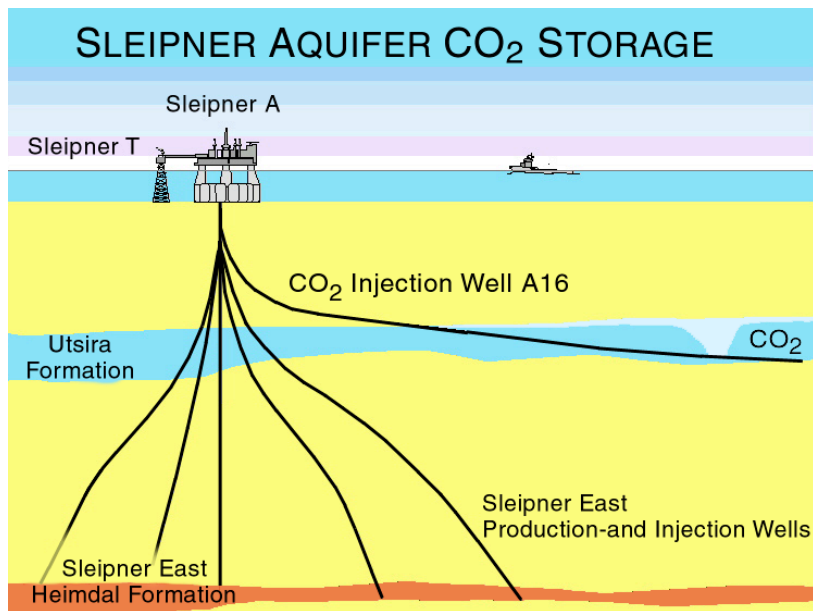 SLEIPNER AQUIFER CO2 STORAGE
Sleipner A
Sleipner T
CO2 Injection Well A16
Utsira
Formation
CO2
Sleipner East
Production-and Injection Wells
Sleipner East
Heimdal Formation